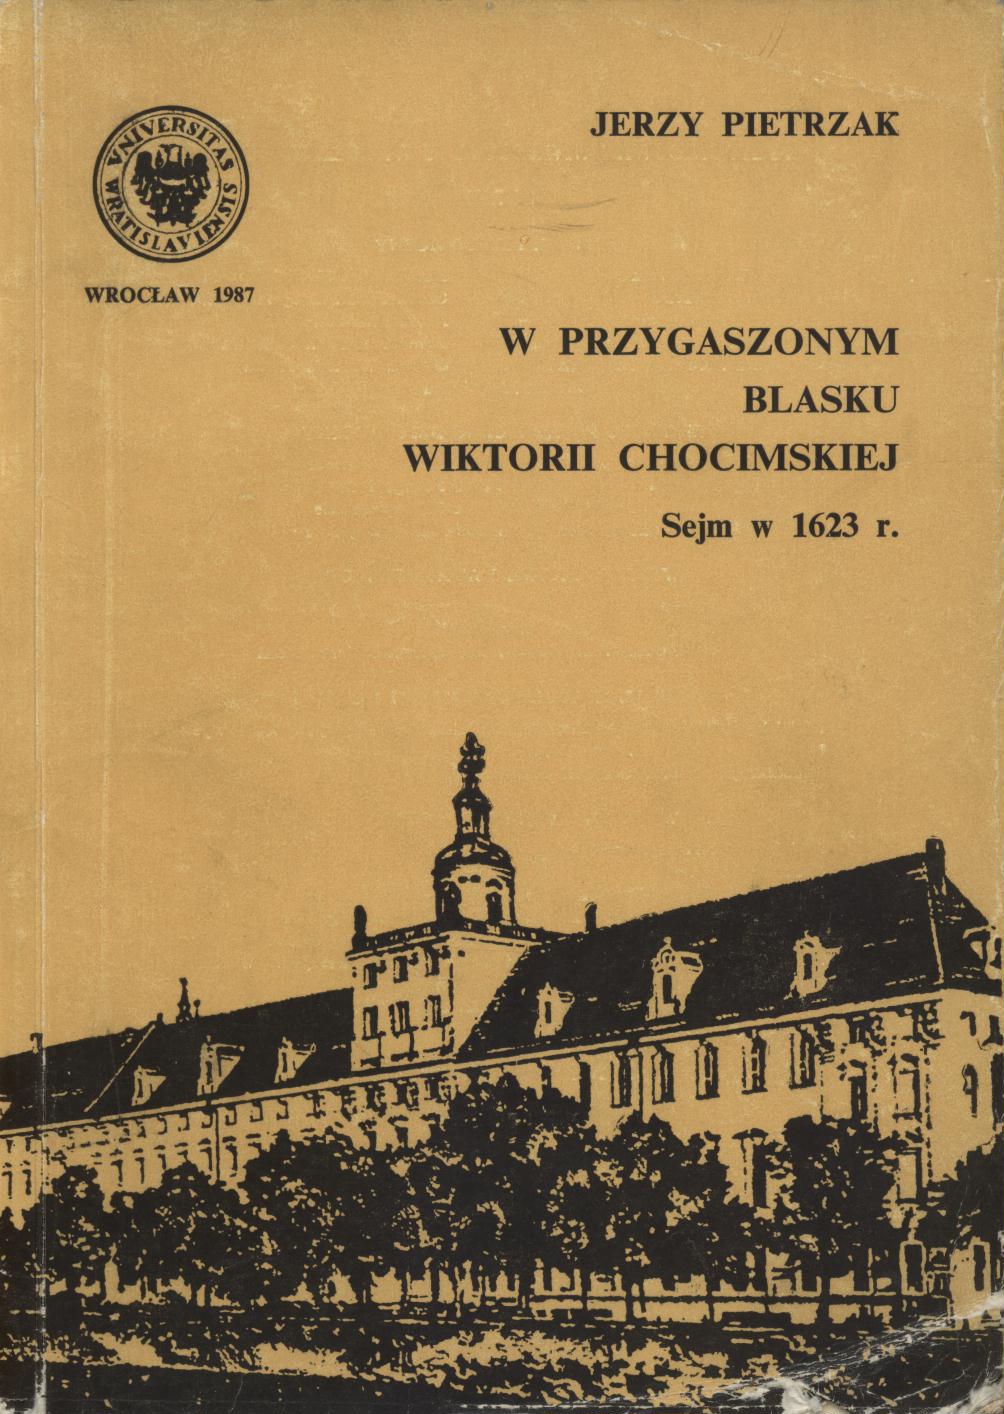 JERZY PIETRZAK
VNIVERSITAS
WRATISLAVIENSIS
WROCŁAW 1987
W PRZYGASZONYM
BLASKU
WIKTORII CHOCIMSKIEJ
Sejm w 1623 r.